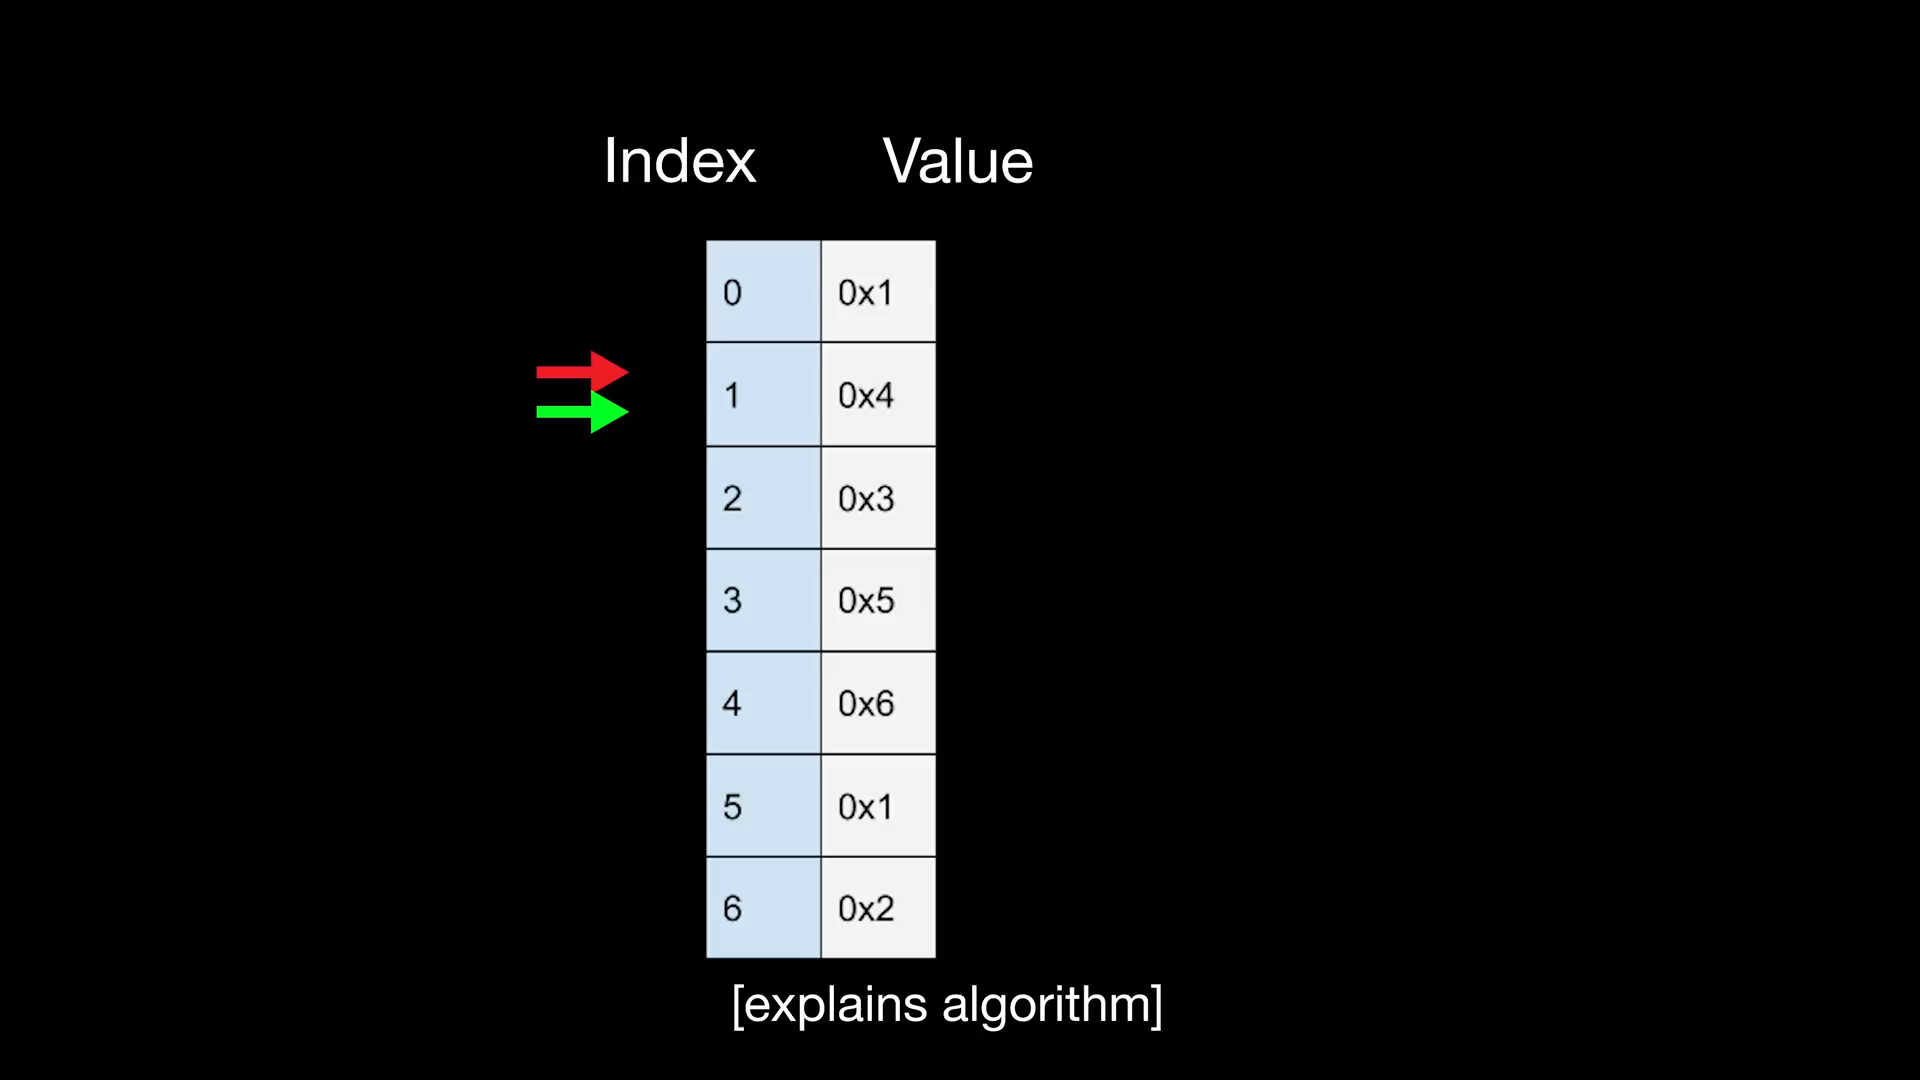 Index Value
0 0x1
1 0x4
2 0x3
3 0x5
4 0x6
5 0x1
6 0x2
[explains algorithm]